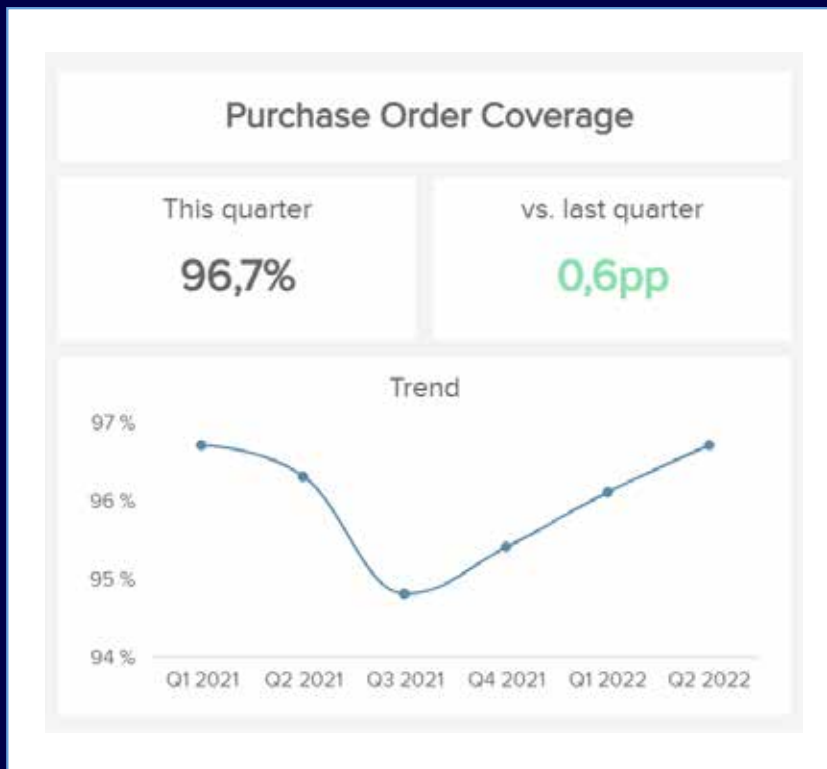 Purchase Order Coverage
This quarter
96,7%
vs. last quarter
0,6pp
Trend
97 %
96 %
95 %
94 %
Q1 2021 Q2 2021 Q3 2021 Q4 2021 Q1 2022 Q2 2022